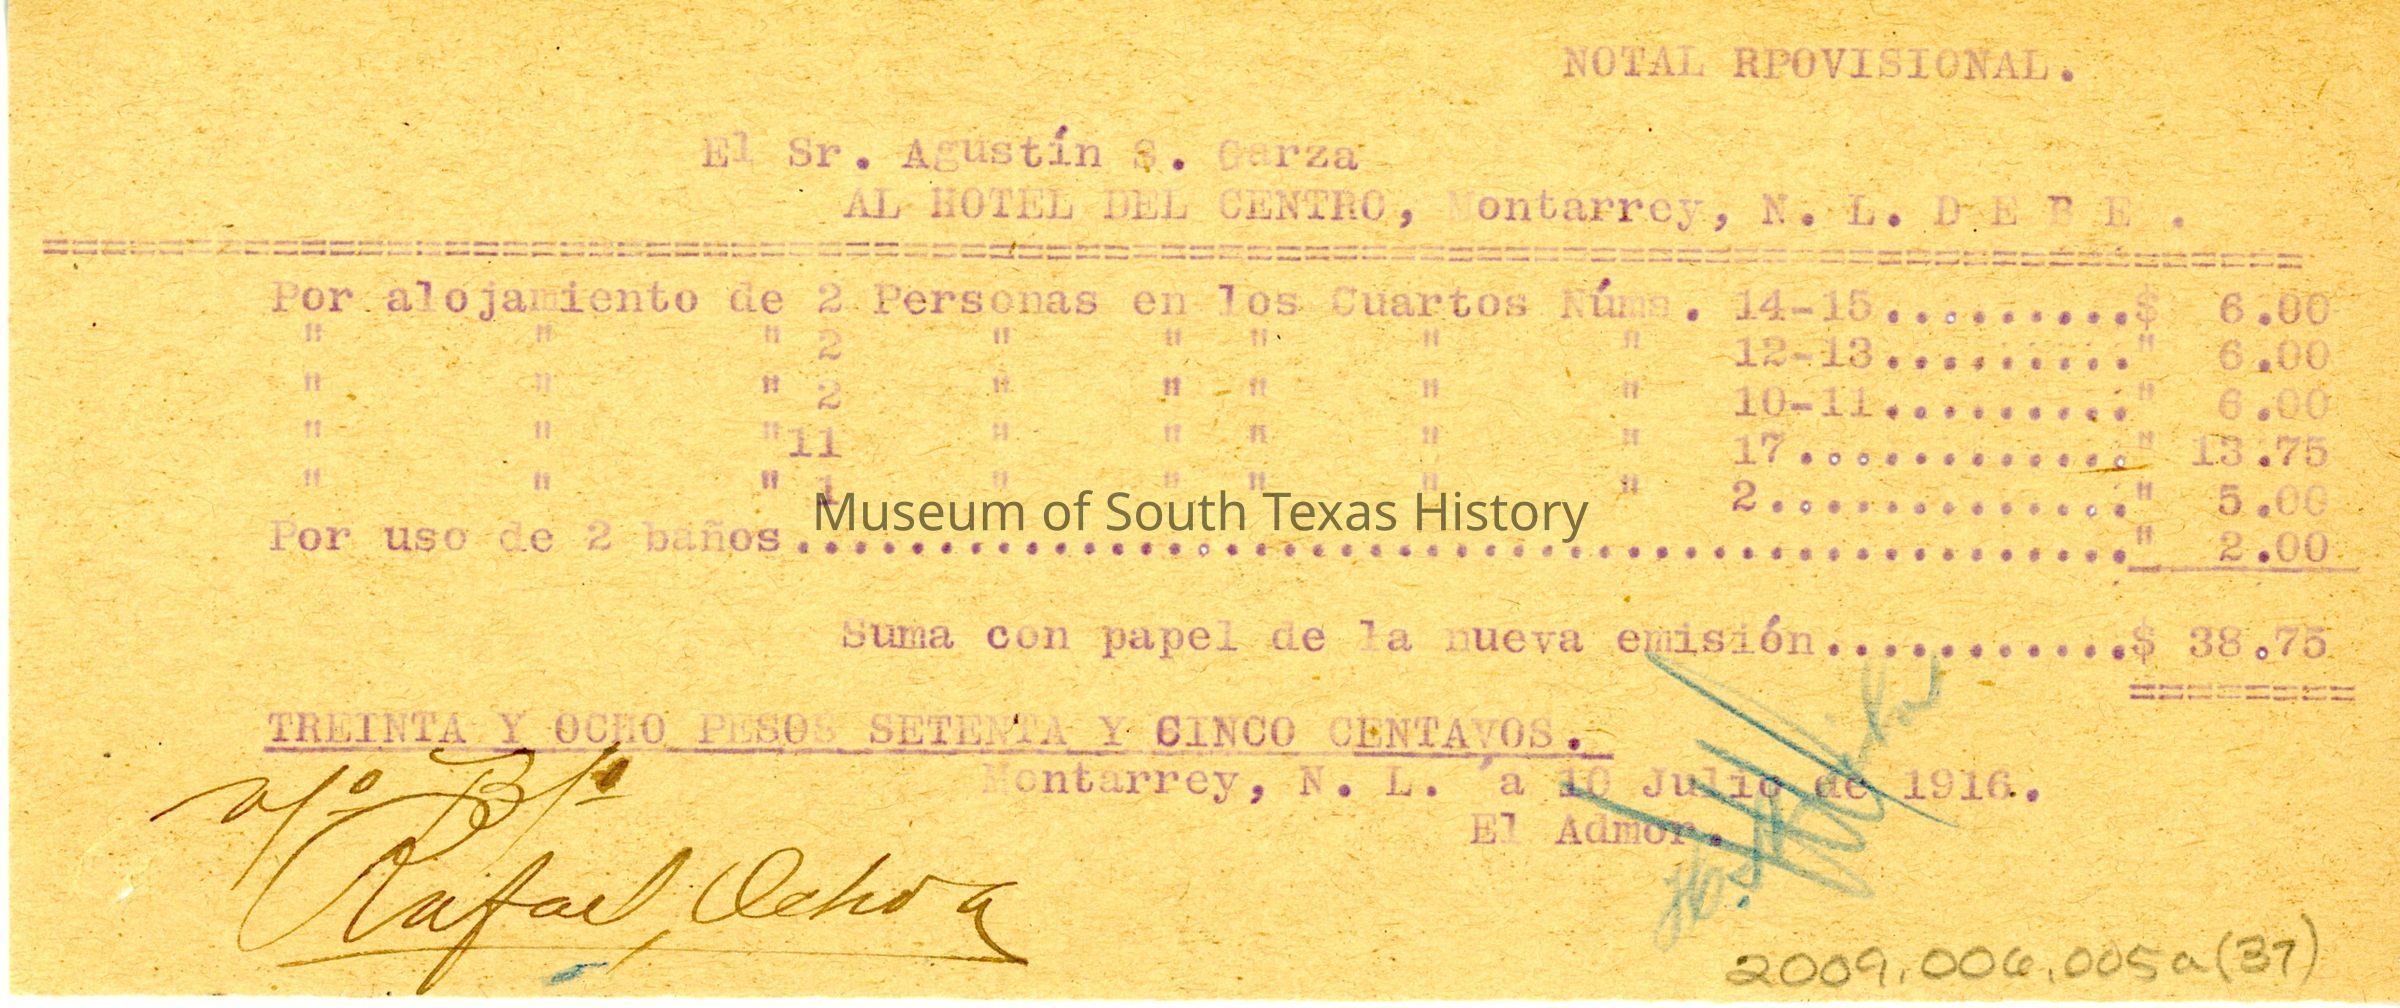 NOTAL RPOVISIONAL.
El Sr. Agustín S. Garza
AL HOTEL DEL CENTRO, Montarrey, N. L. D E B E .
================================================================================
Por alojamiento de 2 Personas en los Cuartos Núms. 14-15.........$ 6.00
" " " 2 " " " " " 12-13........." 6.00
" " " 2 " " " " " 10-11........." 6.00
" " "11 " " " " " 17............" 13.75
" " " 1 " " " " " 2............." 5.00
Museum of South Texas History
Por uso de 2 baños..............................................." 2.00
Suma con papel de la nueva emisión...........$ 38.75
========
TREINTA Y OCHO PESOS SETENTA Y CINCO CENTAVOS.
Montarrey, N. L. ´a 10 Julio de 1916.
El Admor.
Vo Bo
Rafael Ochoa
2009.006.005a(37)